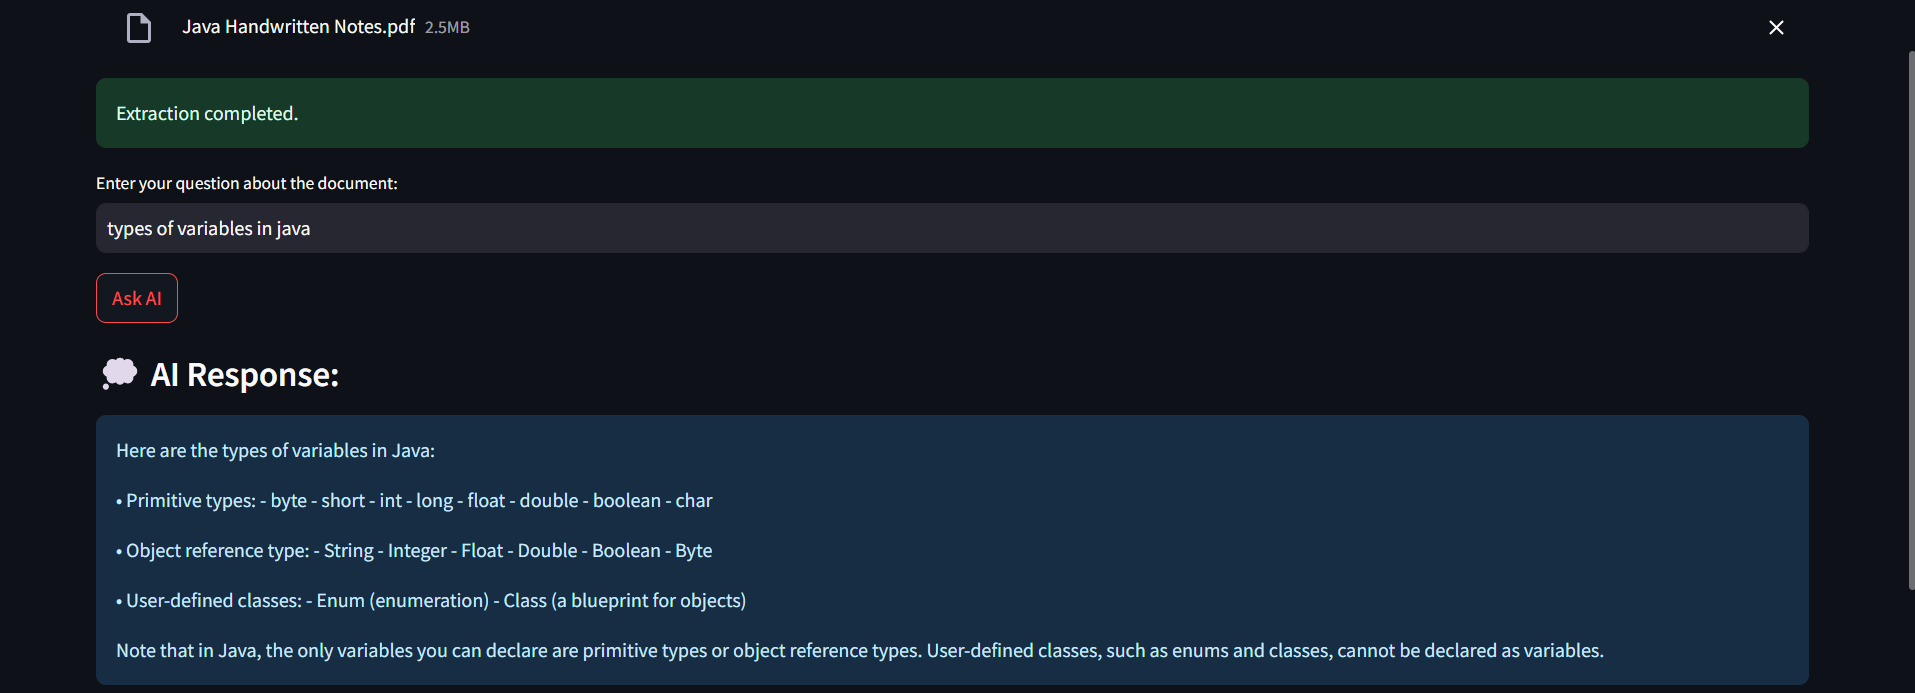 Java Handwritten Notes.pdf 2.5MB
Extraction completed.
Enter your question about the document:
types of variables in java
Ask AI
AI Response:
Here are the types of variables in Java:
• Primitive types: - byte - short - int - long - float - double - boolean - char
• Object reference type: - String - Integer - Float - Double - Boolean - Byte
• User-defined classes: - Enum (enumeration) - Class (a blueprint for objects)
Note that in Java, the only variables you can declare are primitive types or object reference types. User-defined classes, such as enums and classes, cannot be declared as variables.